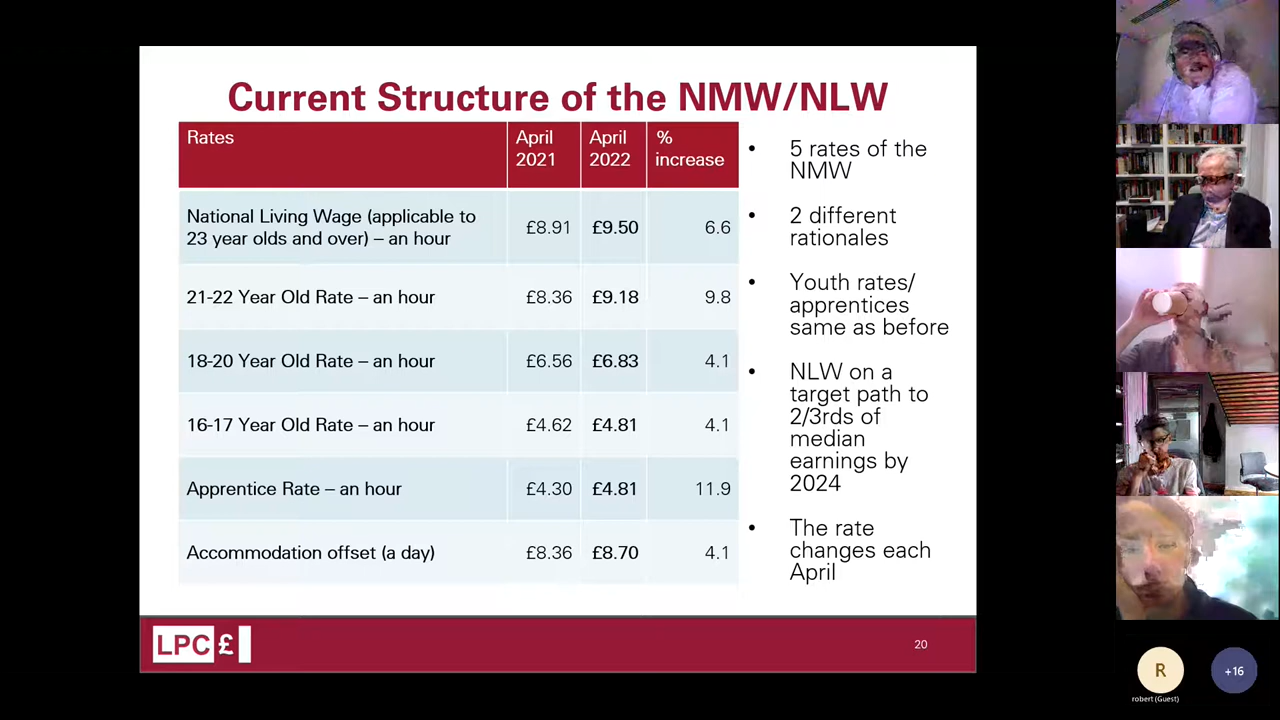 Current Structure of the NMW/NLW
Rates
April
2021
April
2022
%
increase
National Living Wage (applicable to
23 year olds and over) – an hour
£8.91
£9.50
6.6
21-22 Year Old Rate – an hour
£8.36
£9.18
9.8
18-20 Year Old Rate – an hour
£6.56
£6.83
4.1
16-17 Year Old Rate – an hour
£4.62
£4.81
4.1
Apprentice Rate – an hour
£4.30
£4.81
11.9
Accommodation offset (a day)
£8.36
£8.70
4.1
• 5 rates of the
NMW
• 2 different
rationales
• Youth rates/
apprentices
same as before
• NLW on a
target path to
2/3rds of
median
earnings by
2024
• The rate
changes each
April
LPC £
20
R
+16
robert (Guest)